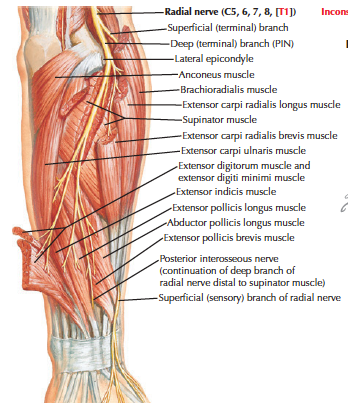 Radial nerve (C5, 6, 7, 8, [T1]) Incons
Superficial (terminal) branch
Deep (terminal) branch (PIN)
Lateral epicondyle
Anconeus muscle
Brachioradialis muscle
Extensor carpi radialis longus muscle
Supinator muscle
Extensor carpi radialis brevis muscle
Extensor carpi ulnaris muscle
Extensor digitorum muscle and
extensor digiti minimi muscle
Extensor indicis muscle
Extensor pollicis longus muscle
Abductor pollicis longus muscle
Extensor pollicis brevis muscle
Posterior interosseous nerve
(continuation of deep branch of
radial nerve distal to supinator muscle)
Superficial (sensory) branch of radial nerve